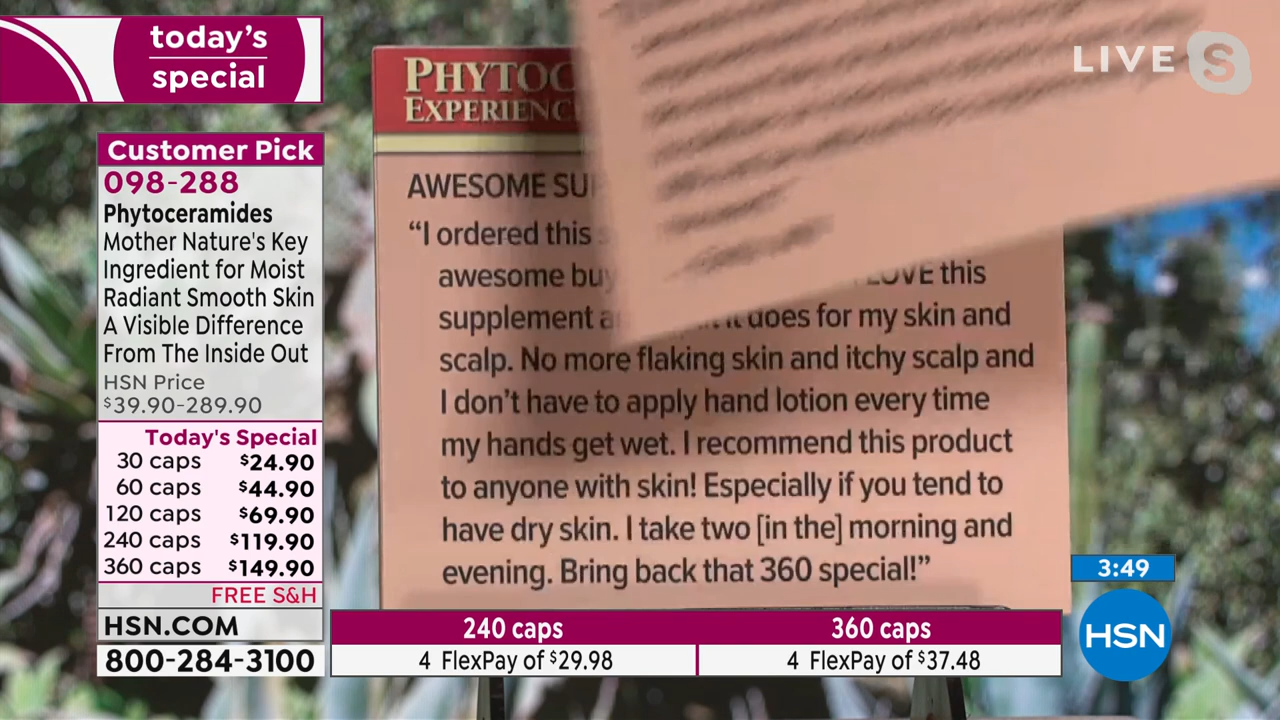 today's
special
LIVE S
Customer Pick
098-288
Phytoceramides
Mother Nature's Key
Ingredient for Moist
Radiant Smooth Skin
A Visible Difference
From The Inside Out
HSN Price
$39.90-289.90
Today's Special
30 caps $24.90
60 caps $44.90
120 caps $69.90
240 caps $119.90
360 caps $149.90
FREE S&H
HSN.COM
800-284-3100
AWESOME
"I ordered this
awesome LOVE this
supplement does for my skin and
scalp. No more flaking skin and itchy scalp and
I don't have to apply hand lotion every time
my hands get wet. I recommend this product
to anyone with skin! Especially if you tend to
have dry skin. I take two [in the] morning and
evening. Bring back that 360 special!"
240 caps 360 caps
4 FlexPay of $29.98 4 FlexPay of $37.48
3:49
HSN